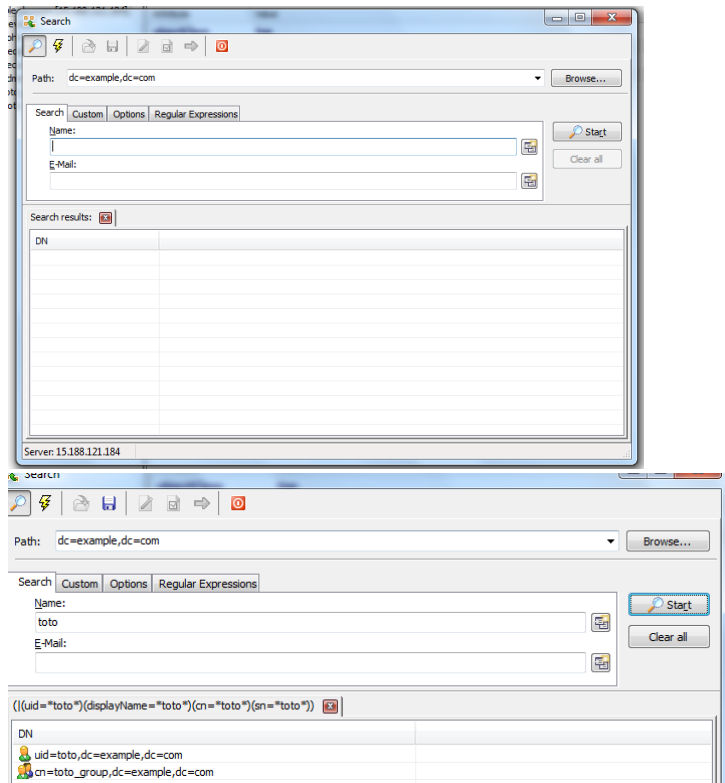 Search
Path: dc=example,dc=com Browse...
Search Custom Options Regular Expressions
Name:
Start
E-Mail:
Clear all
Search results:
DN
Server: 15.188.121.184
Search
Path: dc=example,dc=com Browse...
Search Custom Options Regular Expressions
Name:
Start
toto
E-Mail:
Clear all
(|(uid=*toto*)(displayName=*toto*)(cn=*toto*)(sn=*toto*))
DN
uid=toto,dc=example,dc=com
cn=toto_group,dc=example,dc=com